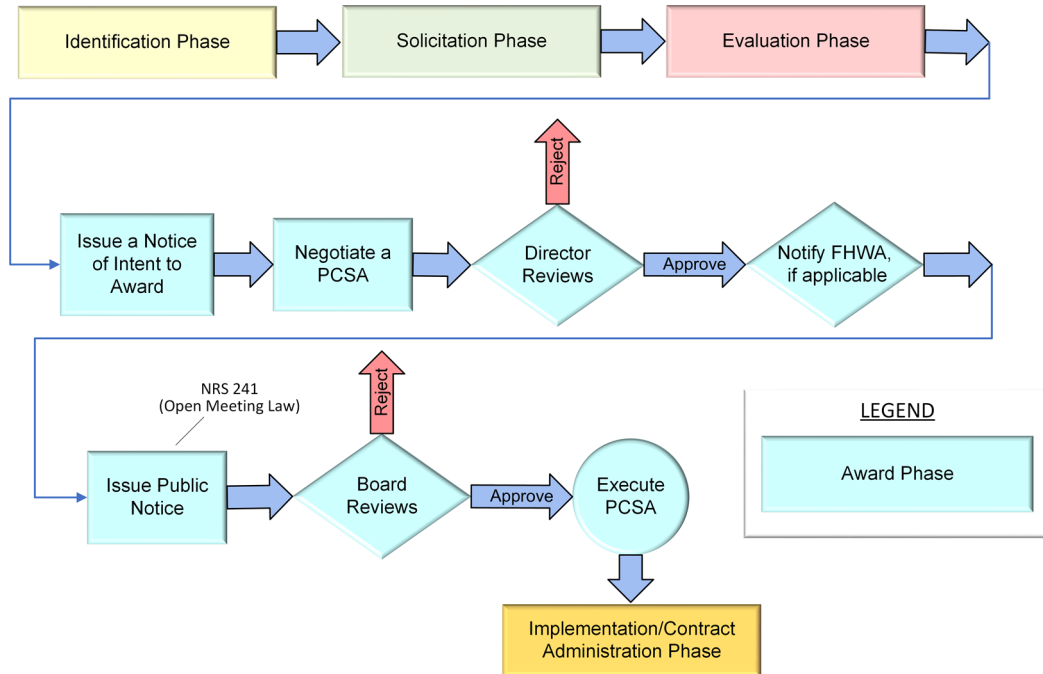 Identification Phase
Solicitation Phase
Evaluation Phase
Reject
Issue a Notice
of Intent to
Award
Negotiate a
PCSA
Director
Reviews
Approve
Notify FHWA,
if applicable
Reject
NRS 241
(Open Meeting Law)
Issue Public
Notice
Board
Reviews
Approve
Execute
PCSA
LEGEND
Award Phase
Implementation/Contract
Administration Phase